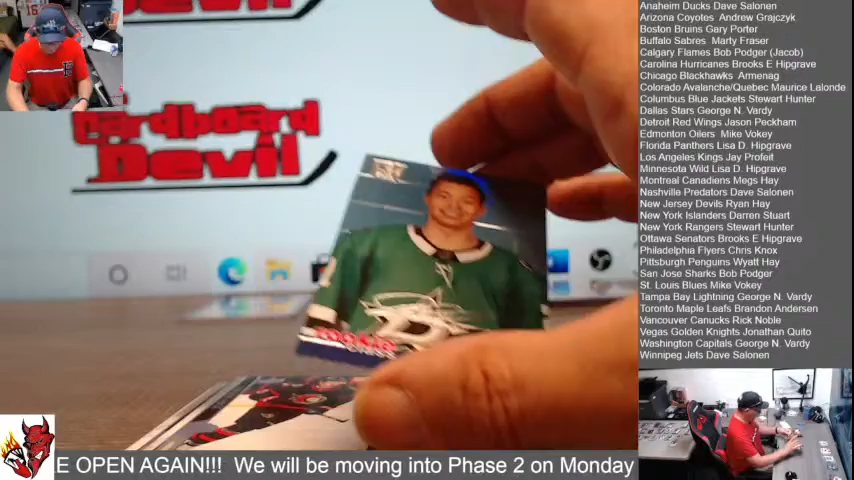 Cardboard
Devil
Anaheim Ducks Dave Salonen
Arizona Coyotes Andrew Grajczyk
Boston Bruins Gary Porter
Buffalo Sabres Marty Fraser
Calgary Flames Bob Podger (Jacob)
Carolina Hurricanes Brooks E Hipgrave
Chicago Blackhawks Armenag
Colorado Avalanche/Quebec Maurice Lalonde
Columbus Blue Jackets Stewart Hunter
Dallas Stars George N. Vardy
Detroit Red Wings Jason Peckham
Edmonton Oilers Mike Vokey
Florida Panthers Lisa D. Hipgrave
Los Angeles Kings Jay Profeit
Minnesota Wild Lisa D. Hipgrave
Montreal Canadiens Megs Hay
Nashville Predators Dave Salonen
New Jersey Devils Ryan Hay
New York Islanders Darren Stuart
New York Rangers Stewart Hunter
Ottawa Senators Brooks E Hipgrave
Philadelphia Flyers Chris Knox
Pittsburgh Penguins Wyatt Hay
San Jose Sharks Bob Podger
St. Louis Blues Mike Vokey
Tampa Bay Lightning George N. Vardy
Toronto Maple Leafs Brandon Andersen
Vancouver Canucks Rick Noble
Vegas Golden Knights Jonathan Quito
Washington Capitals George N. Vardy
Winnipeg Jets Dave Salonen
E OPEN AGAIN!!! We will be moving into Phase 2 on Monday